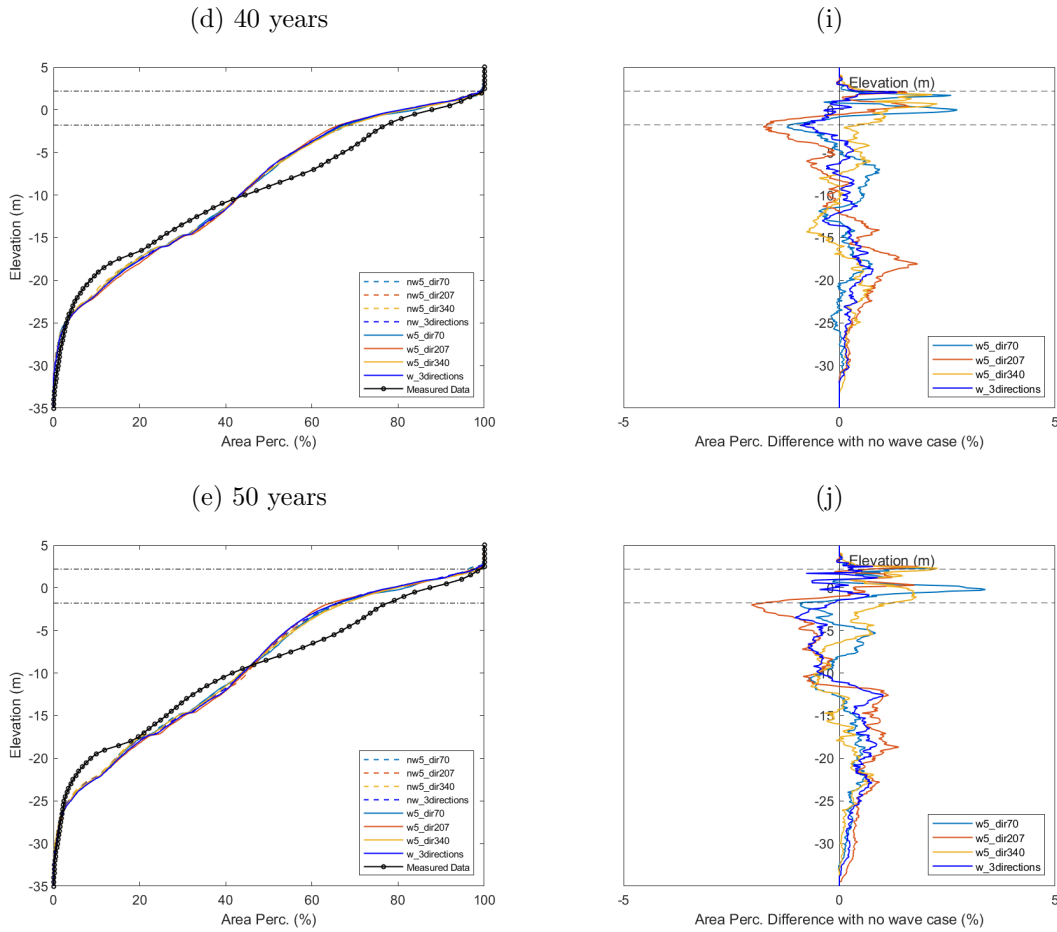 (d) 40 years
(i)
5
0
-5
-10
-15
-20
-25
-30
-35
Elevation (m)
0
20
40
60
80
100
Area Perc. (%)
nw5_dir70
nw5_dir207
nw5_dir340
nw_3directions
w5_dir70
w5_dir207
w5_dir340
w_3directions
Measured Data
Elevation (m)
0
-5
-10
-15
-20
-25
-30
-5
0
5
Area Perc. Difference with no wave case (%)
w5_dir70
w5_dir207
w5_dir340
w_3directions
(e) 50 years
(j)
5
0
-5
-10
-15
-20
-25
-30
-35
Elevation (m)
0
20
40
60
80
100
Area Perc. (%)
nw5_dir70
nw5_dir207
nw5_dir340
nw_3directions
w5_dir70
w5_dir207
w5_dir340
w_3directions
Measured Data
Elevation (m)
0
-5
-10
-15
-20
-25
-30
-5
0
5
Area Perc. Difference with no wave case (%)
w5_dir70
w5_dir207
w5_dir340
w_3directions